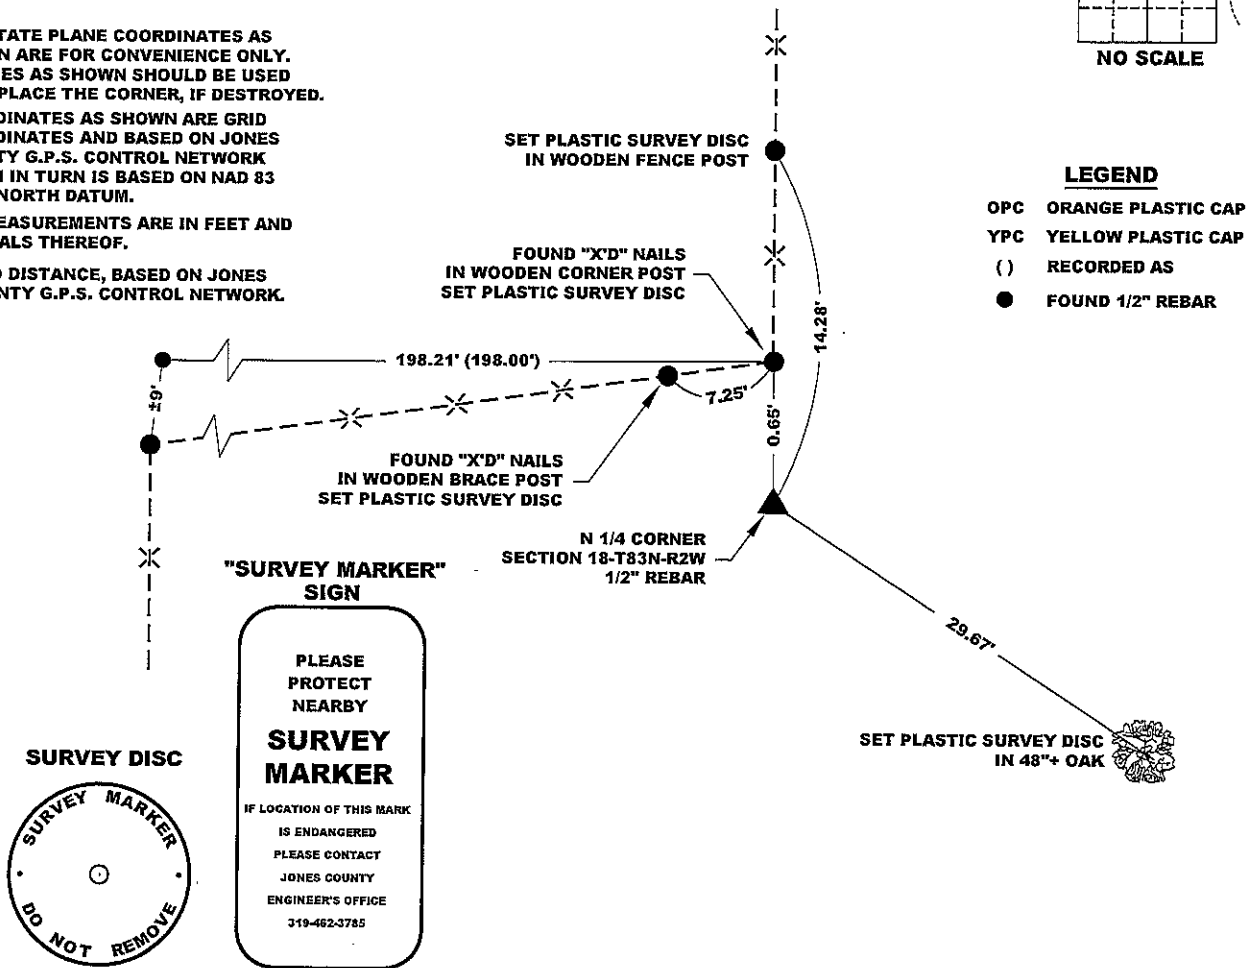 TATE PLANE COORDINATES AS
N ARE FOR CONVENIENCE ONLY.
ES AS SHOWN SHOULD BE USED
PLACE THE CORNER, IF DESTROYED.
DINATES AS SHOWN ARE GRID
DINATES AND BASED ON JONES
TY G.P.S. CONTROL NETWORK
H IN TURN IS BASED ON NAD 83
NORTH DATUM.
EASUREMENTS ARE IN FEET AND
ALS THEREOF.
D DISTANCE, BASED ON JONES
NTY G.P.S. CONTROL NETWORK.
NO SCALE
SET PLASTIC SURVEY DISC
IN WOODEN FENCE POST
LEGEND
OPC ORANGE PLASTIC CAP
YPC YELLOW PLASTIC CAP
( ) RECORDED AS
● FOUND 1/2" REBAR
FOUND "X'D" NAILS
IN WOODEN CORNER POST
SET PLASTIC SURVEY DISC
14.28'
198.21' (198.00')
±9'
7.25'
0.65'
FOUND "X'D" NAILS
IN WOODEN BRACE POST
SET PLASTIC SURVEY DISC
N 1/4 CORNER
SECTION 18-T83N-R2W
1/2" REBAR
29.67'
SET PLASTIC SURVEY DISC
IN 48"+ OAK
"SURVEY MARKER"
SIGN
PLEASE
PROTECT
NEARBY
SURVEY
MARKER
IF LOCATION OF THIS MARK
IS ENDANGERED
PLEASE CONTACT
JONES COUNTY
ENGINEER'S OFFICE
319-462-3785
SURVEY DISC
SURVEY MARKER
DO NOT REMOVE